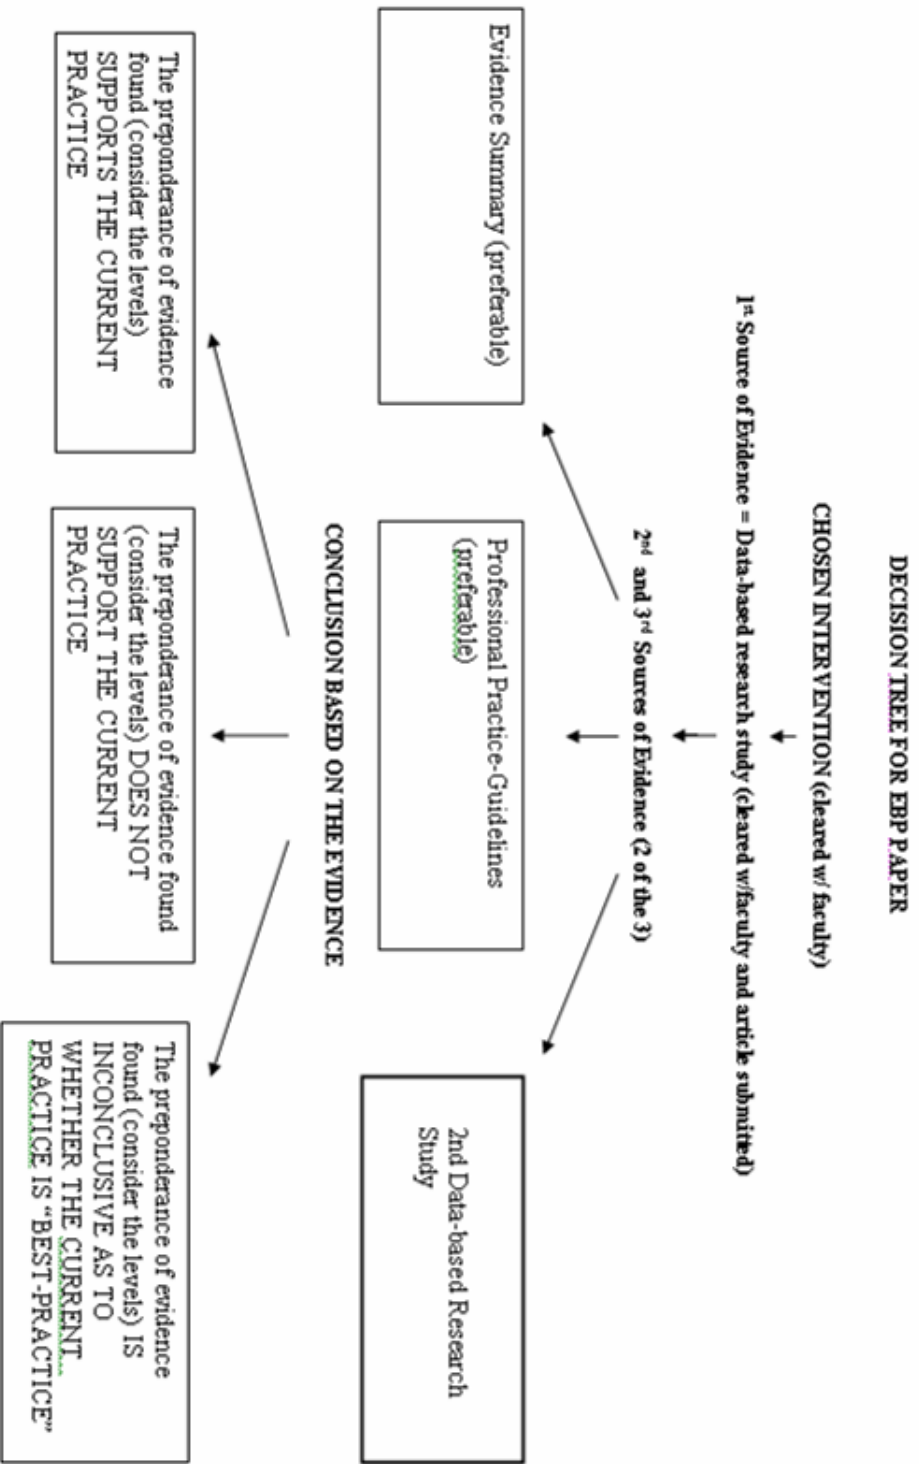 DECISION TREE FOR EBP PAPER
CHOSEN INTERVENTION (cleared w/ faculty)
1st Source of Evidence = Data-based research study (cleared w/faculty and article submitted)
2nd and 3rd Sources of Evidence (2 of the 3)
Evidence Summary (preferable)
Professional Practice-Guidelines
(preferable)
2nd Data-based Research
Study
CONCLUSION BASED ON THE EVIDENCE
The preponderance of evidence
found (consider the levels)
SUPPORTS THE CURRENT
PRACTICE
The preponderance of evidence found
(consider the levels) DOES NOT
SUPPORT THE CURRENT
PRACTICE
The preponderance of evidence
found (consider the levels) IS
INCONCLUSIVE AS TO
WHETHER THE CURRENT
PRACTICE IS “BEST-PRACTICE”